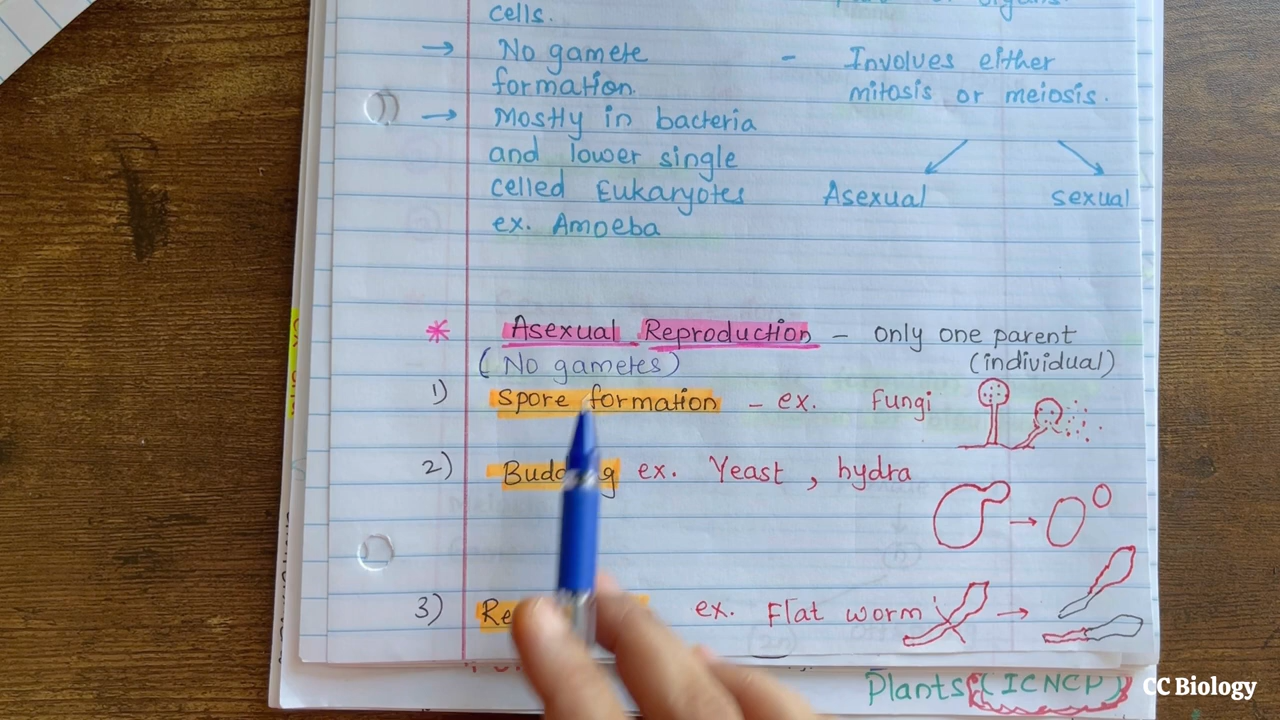 cells.
→ No gamete
formation.
→ Mostly in bacteria
and lower single
celled Eukaryotes
ex. Amoeba
organs.
- Involves either
mitosis or meiosis.
Asexual sexual
* Asexual Reproduction - only one parent
(No gametes) (individual)
1) Spore formation - ex. Fungi
2) Budding ex. Yeast, hydra
3) ex. Flat worm
Plants (ICNCP)
CC Biology